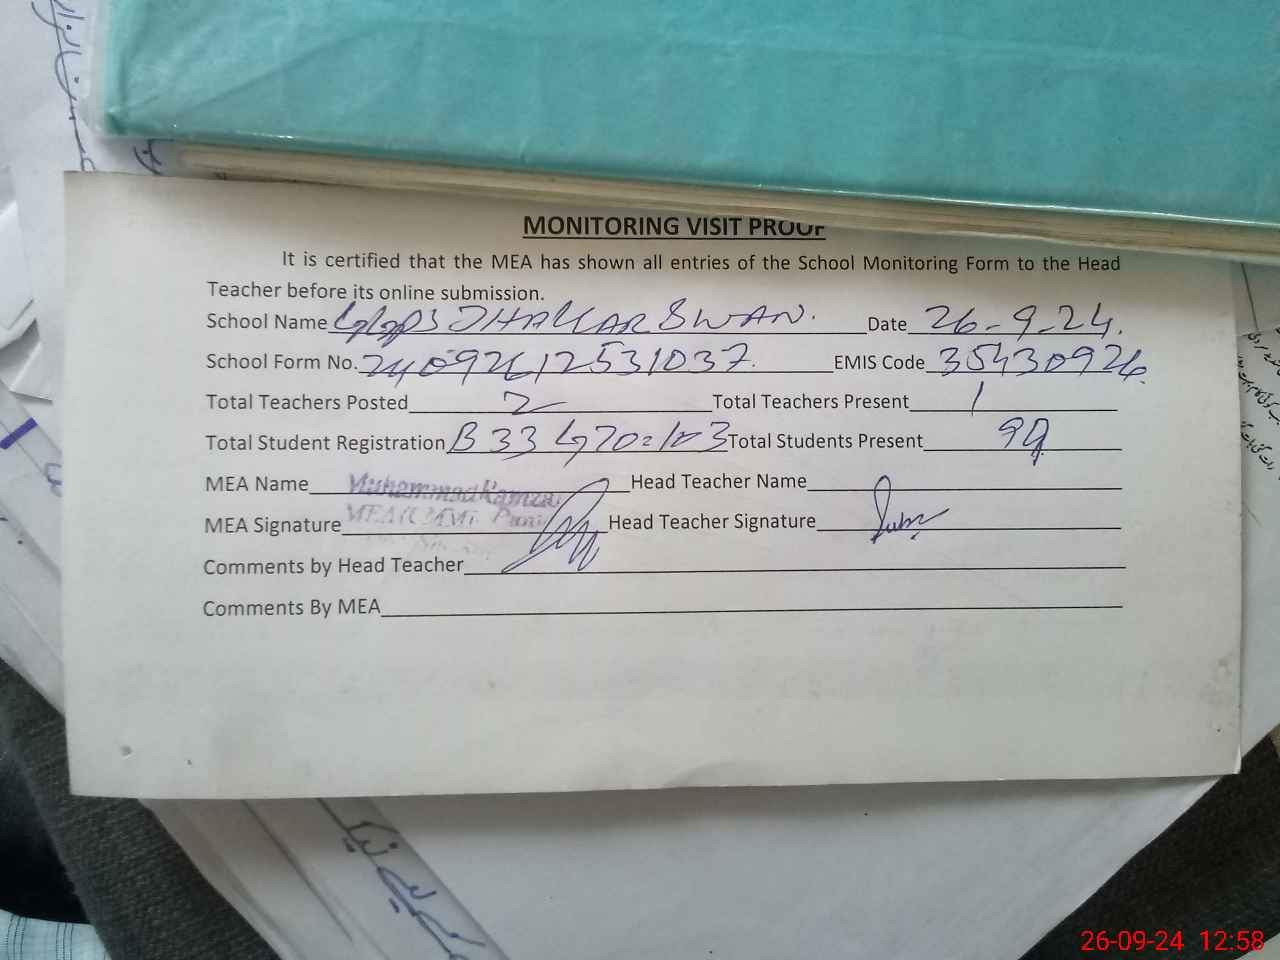 MONITORING VISIT PROOF
It is certified that the MEA has shown all entries of the School Monitoring Form to the Head
Teacher before its online submission.
School Name GGPS JHAKKAR SWAN. Date 26-9-24.
School Form No. 24092612531037. EMIS Code 35430926.
Total Teachers Posted 2 Total Teachers Present 1
Total Student Registration B 33 G 70=103 Total Students Present 99
MEA Name Muhammad Kamran Head Teacher Name
MEA Signature MEA Head Teacher Signature
Comments by Head Teacher
Comments By MEA
26-09-24 12:58